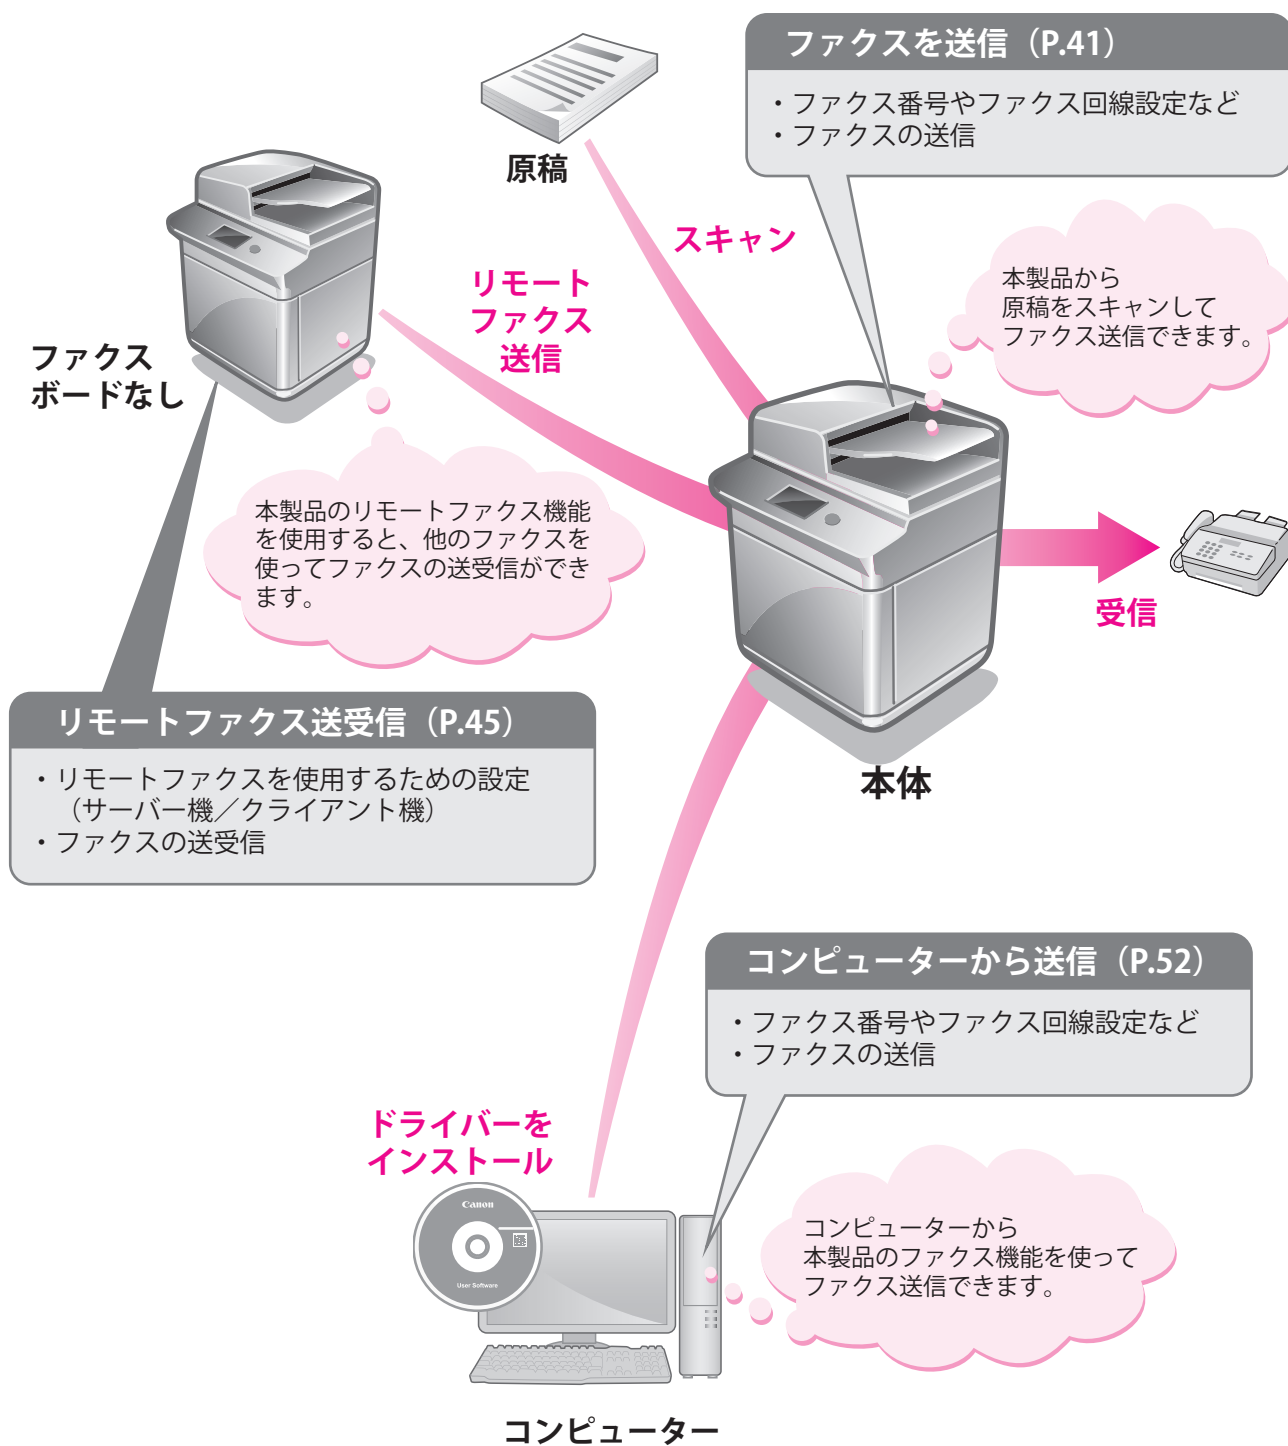 ファクスを送信（P.41）
・ファクス番号やファクス回線設定など
・ファクスの送信
原稿
スキャン
本製品から
原稿をスキャンして
ファクス送信できます。
リモート
ファクス
送信
ファクス
ボードなし
本製品のリモートファクス機能
を使用すると、他のファクスを
使ってファクスの送受信ができ
ます。
受信
リモートファクス送受信（P.45）
・リモートファクスを使用するための設定
（サーバー機／クライアント機）
・ファクスの送受信
本体
コンピューターから送信（P.52）
・ファクス番号やファクス回線設定など
・ファクスの送信
ドライバーを
インストール
Canon
User Software
コンピューターから
本製品のファクス機能を使って
ファクス送信できます。
コンピューター